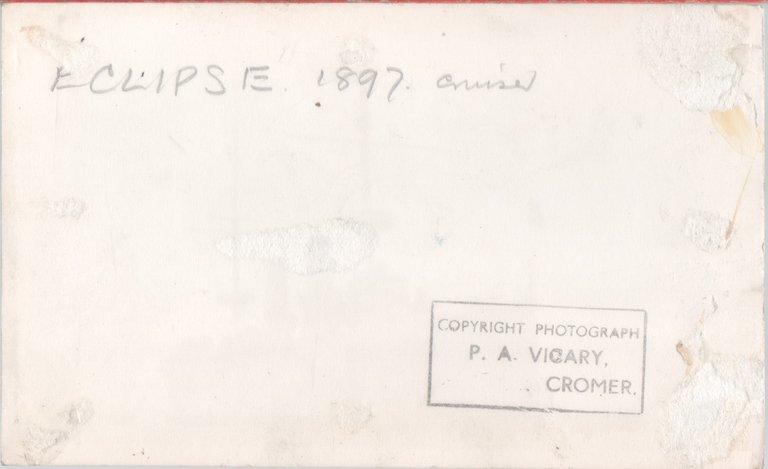 ECLIPSE. 1897. cruiser
COPYRIGHT PHOTOGRAPH
P. A. VICARY,
CROMER.